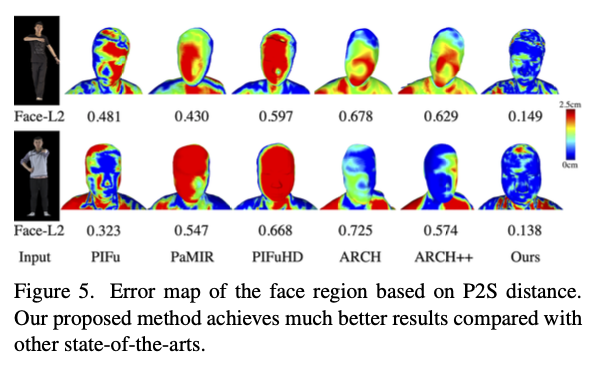 Face-L2 0.481 0.430 0.597 0.678 0.629 0.149
2.5cm
0cm
Face-L2 0.323 0.547 0.668 0.725 0.574 0.138
Input PIFu PaMIR PIFuHD ARCH ARCH++ Ours
Figure 5. Error map of the face region based on P2S distance.
Our proposed method achieves much better results compared with
other state-of-the-arts.